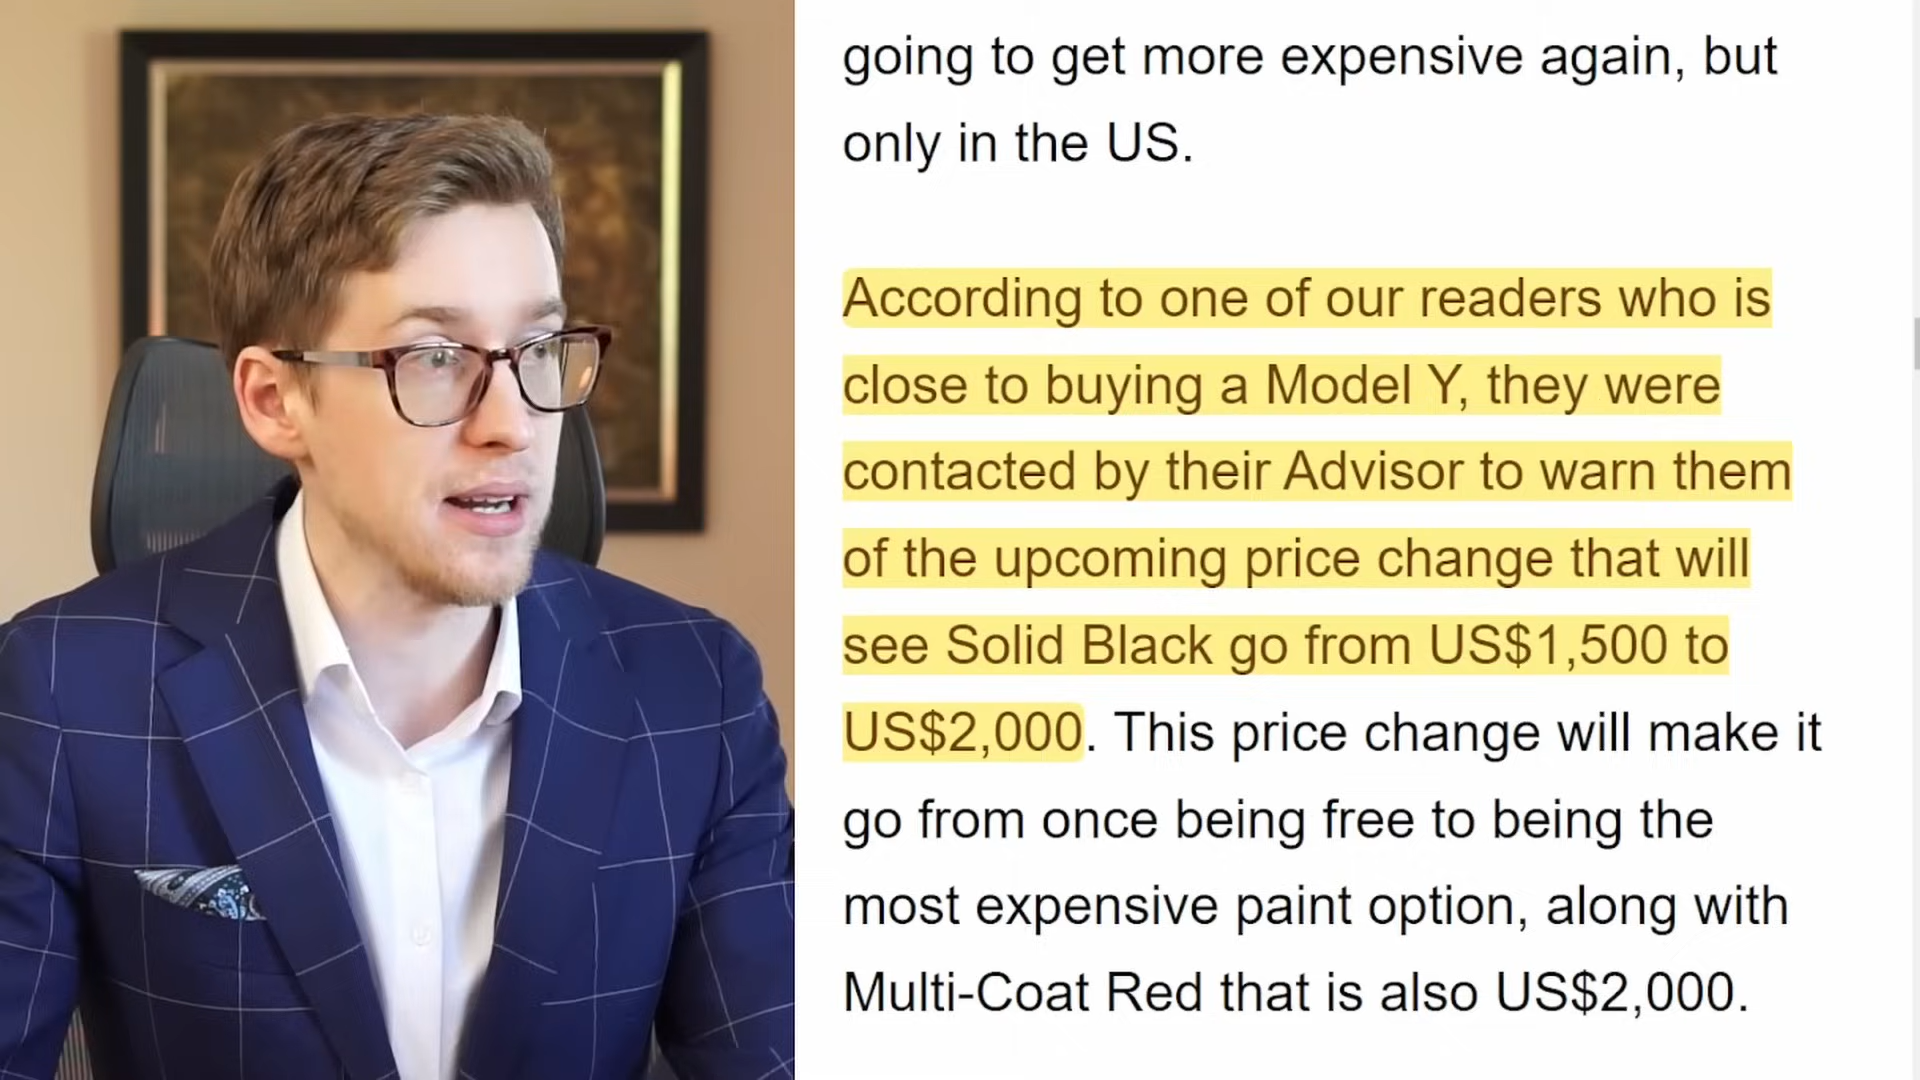 going to get more expensive again, but
only in the US.
According to one of our readers who is
close to buying a Model Y, they were
contacted by their Advisor to warn them
of the upcoming price change that will
see Solid Black go from US$1,500 to
US$2,000. This price change will make it
go from once being free to being the
most expensive paint option, along with
Multi-Coat Red that is also US$2,000.